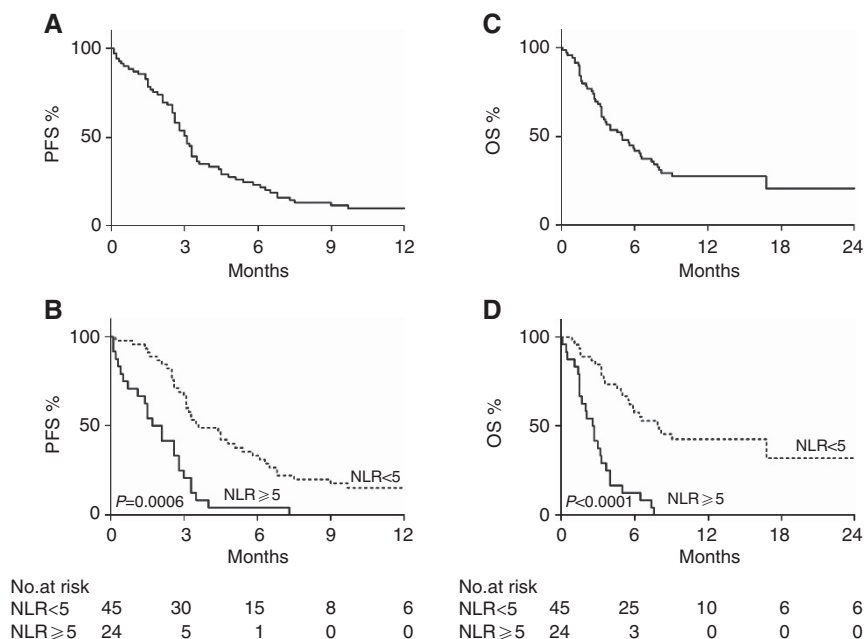 A
PFS %
100
50
0
0 3 6 9 12
Months
C
OS %
100
50
0
0 6 12 18 24
Months
B
PFS %
100
50
0
NLR<5
NLR⩾5
P=0.0006
0 3 6 9 12
Months
D
OS %
100
50
0
NLR<5
NLR⩾5
P<0.0001
0 6 12 18 24
Months
No.at risk
NLR<5 45 30 15 8 6
NLR⩾5 24 5 1 0 0
No.at risk
NLR<5 45 25 10 6 6
NLR⩾5 24 3 0 0 0